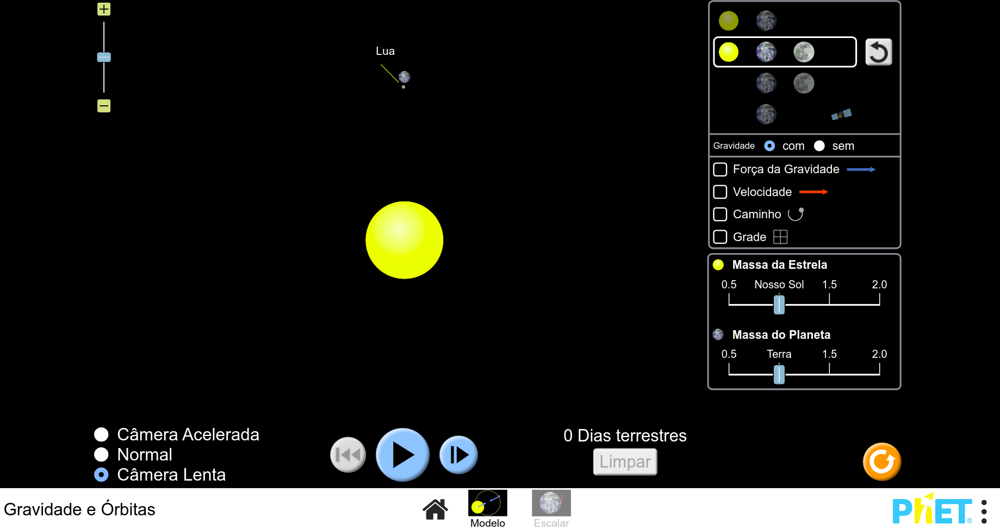 Lua
Gravidade com sem
Força da Gravidade
Velocidade
Caminho
Grade
Massa da Estrela
0.5 Nosso Sol 1.5 2.0
Massa do Planeta
0.5 Terra 1.5 2.0
Câmera Acelerada
Normal
Câmera Lenta
0 Dias terrestres
Limpar
Gravidade e Órbitas
Modelo
Escalar
PhET®